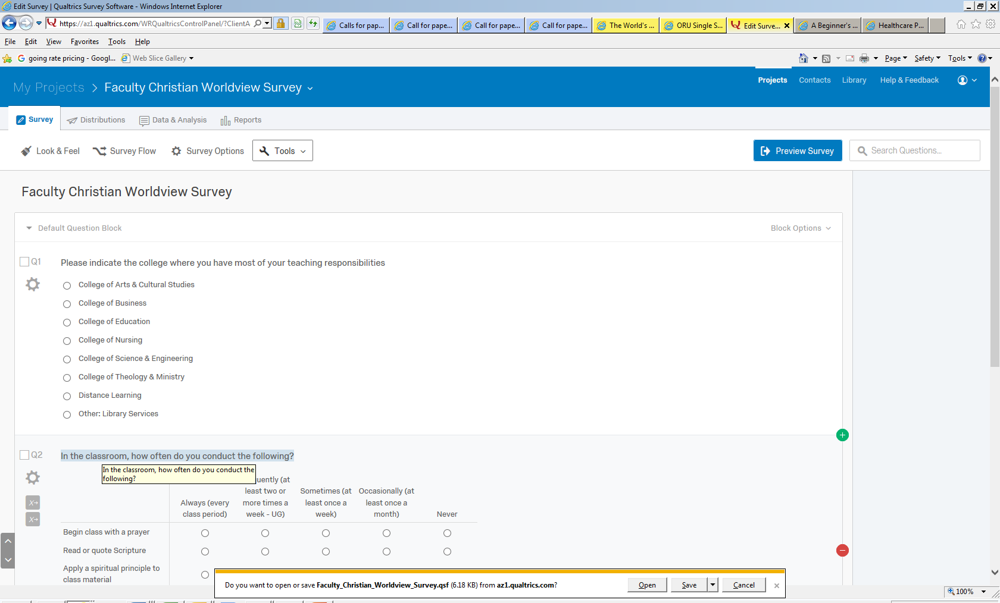 Edit Survey | Qualtrics Survey Software - Windows Internet Explorer
https://az1.qualtrics.com/WRQualtricsControlPanel/?ClientA
Calls for pap...
Call for pape...
Call for pape...
Call for pape...
The World's ...
ORU Single S...
Edit Surve...
A Beginner's ...
Healthcare P...
File Edit View Favorites Tools Help
going rate pricing - Googl... Web Slice Gallery
Page Safety Tools
My Projects > Faculty Christian Worldview Survey
Projects Contacts Library Help & Feedback
Survey Distributions Data & Analysis Reports
Look & Feel Survey Flow Survey Options Tools
Preview Survey Search Questions...
Faculty Christian Worldview Survey
Default Question Block
Block Options
Q1 Please indicate the college where you have most of your teaching responsibilities
College of Arts & Cultural Studies
College of Business
College of Education
College of Nursing
College of Science & Engineering
College of Theology & Ministry
Distance Learning
Other: Library Services
Q2 In the classroom, how often do you conduct the following?
In the classroom, how often do you conduct the
following?
Always (every
class period)
uently (at
least two or
more times a
week - UG)
Sometimes (at
least once a
week)
Occasionally (at
least once a
month)
Never
Begin class with a prayer
Read or quote Scripture
Apply a spiritual principle to
class material
Do you want to open or save Faculty_Christian_Worldview_Survey.qsf (6.18 KB) from az1.qualtrics.com?
Open Save Cancel
100%